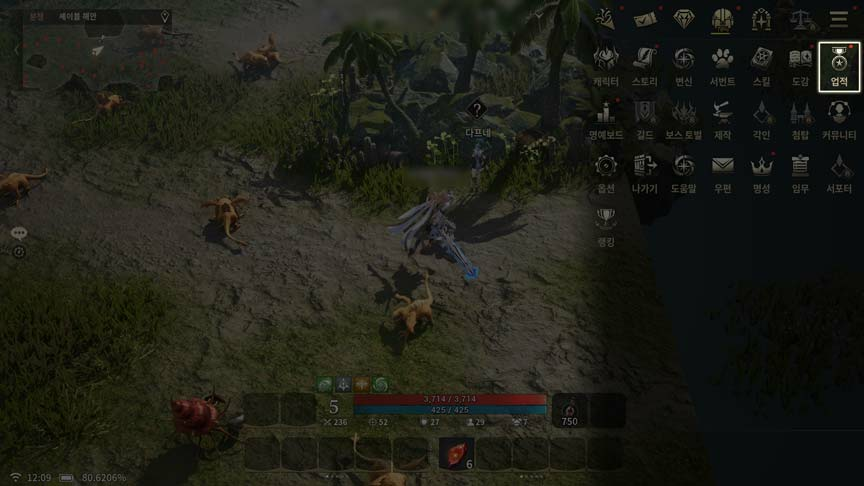 분쟁 세이블 해안
캐릭터 스토리 변신 서번트 스킬 도감 업적
다프네
명예보드 길드 보스 토벌 제작 각인 첨탑 커뮤니티
옵션 나가기 도움말 우편 명성 임무 서포터
랭킹
5
3,714 / 3,714
425 / 425
236 52 27 29 7
750
6
12:09 80.6206%